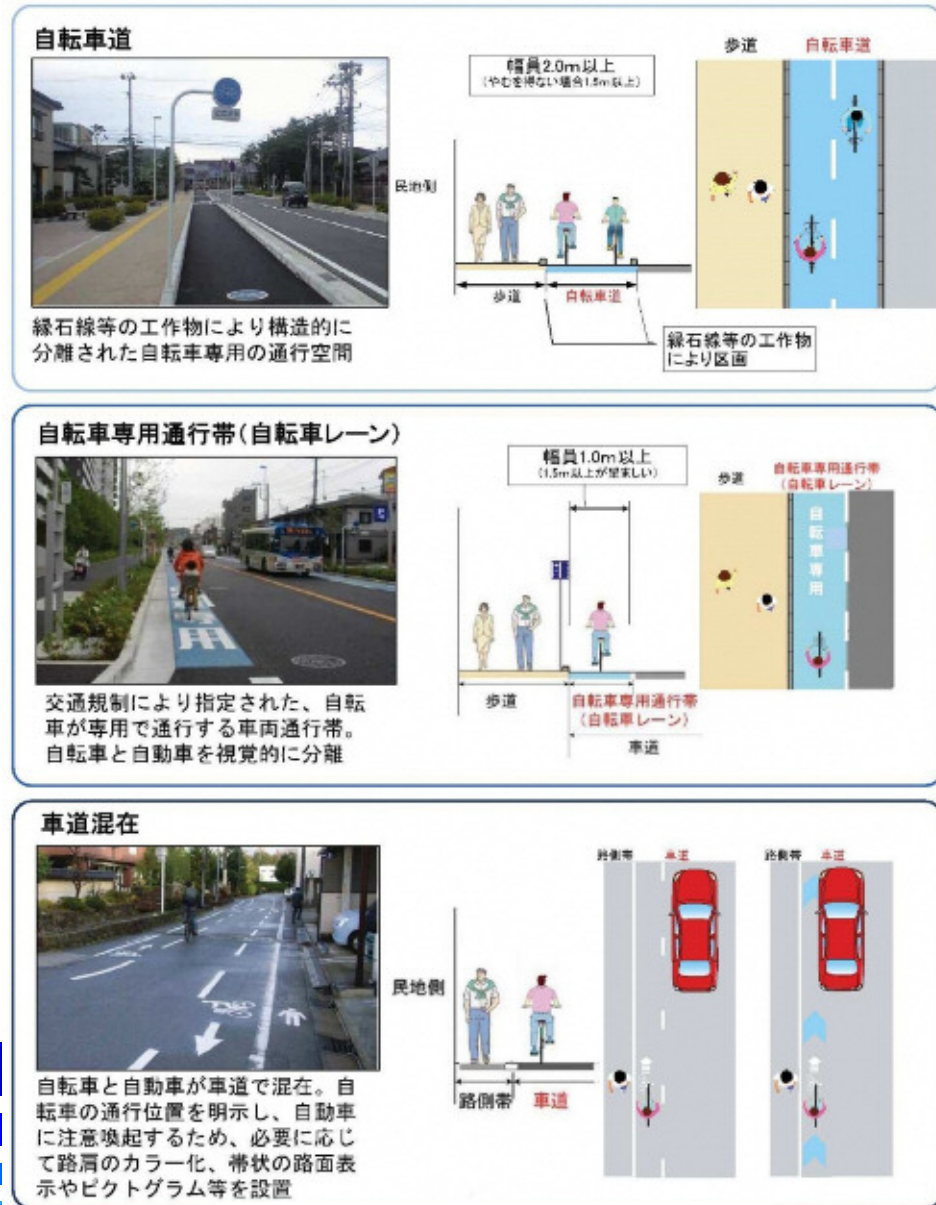 自転車道
幅員2.0m以上
(やむを得ない場合1.5m以上)
歩道
自転車道
民地側
歩道
自転車道
縁石線等の工作物
により区画
縁石線等の工作物により構造的に
分離された自転車専用の通行空間
自転車専用通行帯(自転車レーン)
幅員1.0m以上
(1.5m以上が望ましい)
歩道
自転車専用通行帯
(自転車レーン)
自転車専用
専用
歩道
自転車専用通行帯
(自転車レーン)
車道
交通規制により指定された、自転
車が専用で通行する車両通行帯。
自転車と自動車を視覚的に分離
車道混在
路側帯
車道
路側帯
車道
民地側
路側帯
車道
自転車と自動車が車道で混在。自
転車の通行位置を明示し、自動車
に注意喚起するため、必要に応じ
て路肩のカラー化、帯状の路面表
示やピクトグラム等を設置